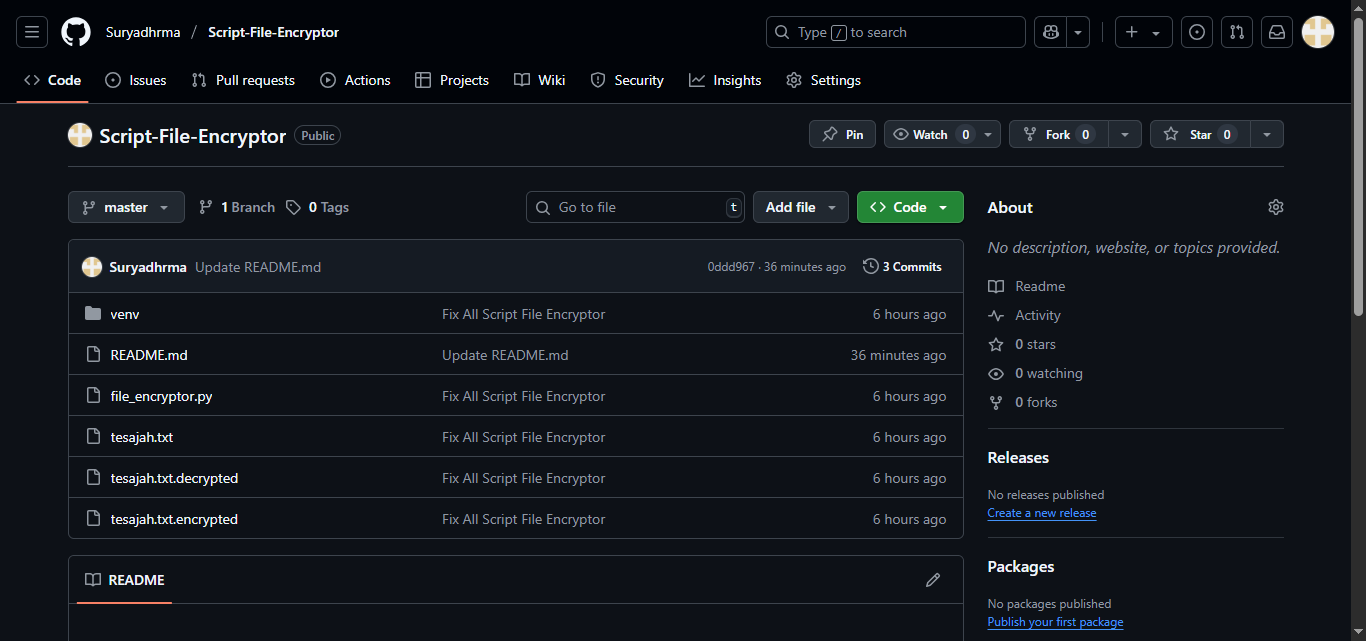 Suryadhrma / Script-File-Encryptor Type / to search
Code Issues Pull requests Actions Projects Wiki Security Insights Settings
Script-File-Encryptor Public Pin Watch 0 Fork 0 Star 0
master 1 Branch 0 Tags Go to file t Add file Code
Suryadhrma Update README.md 0ddd967 · 36 minutes ago 3 Commits
venv Fix All Script File Encryptor 6 hours ago
README.md Update README.md 36 minutes ago
file_encryptor.py Fix All Script File Encryptor 6 hours ago
tesajah.txt Fix All Script File Encryptor 6 hours ago
tesajah.txt.decrypted Fix All Script File Encryptor 6 hours ago
tesajah.txt.encrypted Fix All Script File Encryptor 6 hours ago
README
About
No description, website, or topics provided.
Readme
Activity
0 stars
0 watching
0 forks
Releases
No releases published
Create a new release
Packages
No packages published
Publish your first package